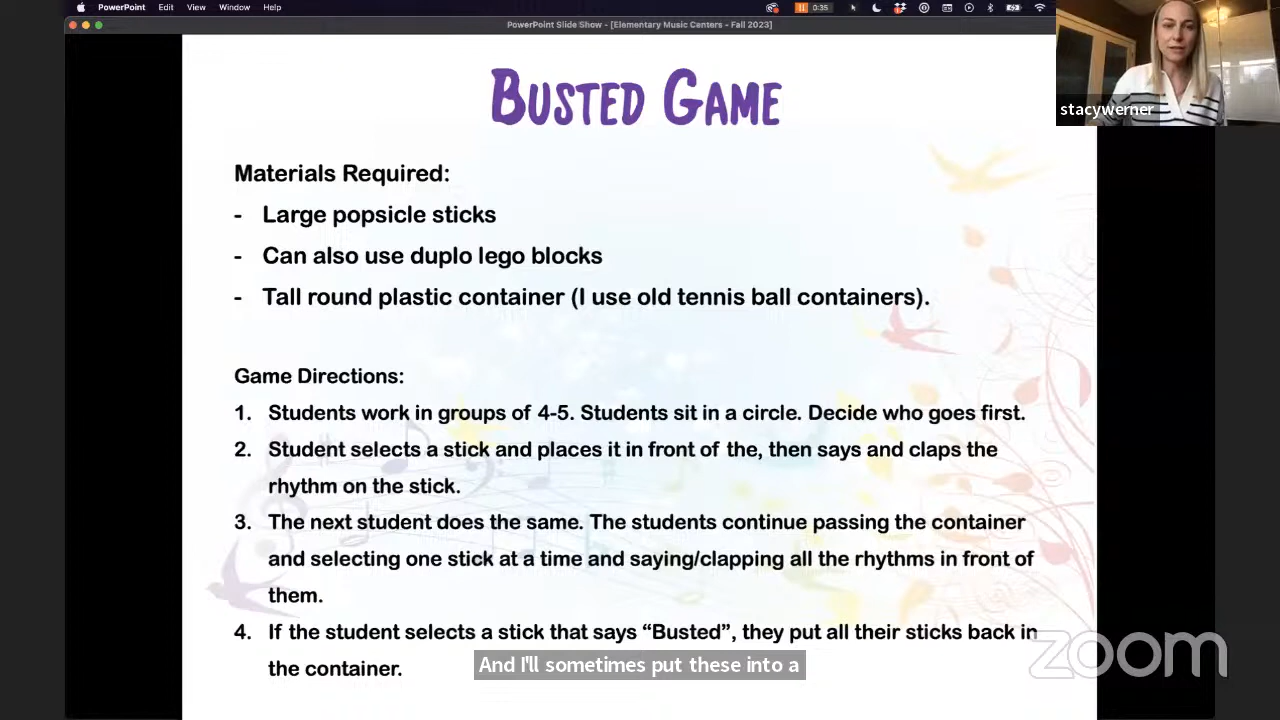 PowerPoint Edit View Window Help 0:35
PowerPoint Slide Show - [Elementary Music Centers - Fall 2023]
stacywerner
BUSTED GAME
Materials Required:
- Large popsicle sticks
- Can also use duplo lego blocks
- Tall round plastic container (I use old tennis ball containers).
Game Directions:
1. Students work in groups of 4-5. Students sit in a circle. Decide who goes first.
2. Student selects a stick and places it in front of the, then says and claps the
rhythm on the stick.
3. The next student does the same. The students continue passing the container
and selecting one stick at a time and saying/clapping all the rhythms in front of
them.
4. If the student selects a stick that says “Busted”, they put all their sticks back in
the container.
And I'll sometimes put these into a
zoom